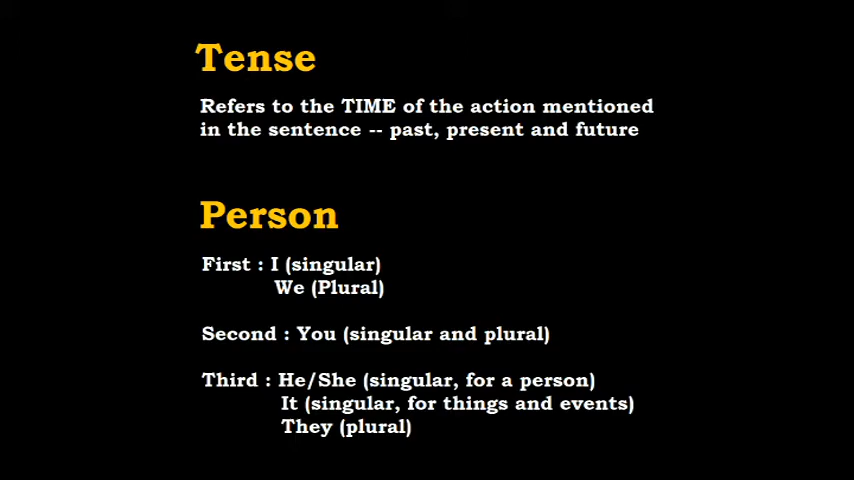 Tense
Refers to the TIME of the action mentioned
in the sentence -- past, present and future
Person
First : I (singular)
We (Plural)
Second : You (singular and plural)
Third : He/She (singular, for a person)
It (singular, for things and events)
They (plural)